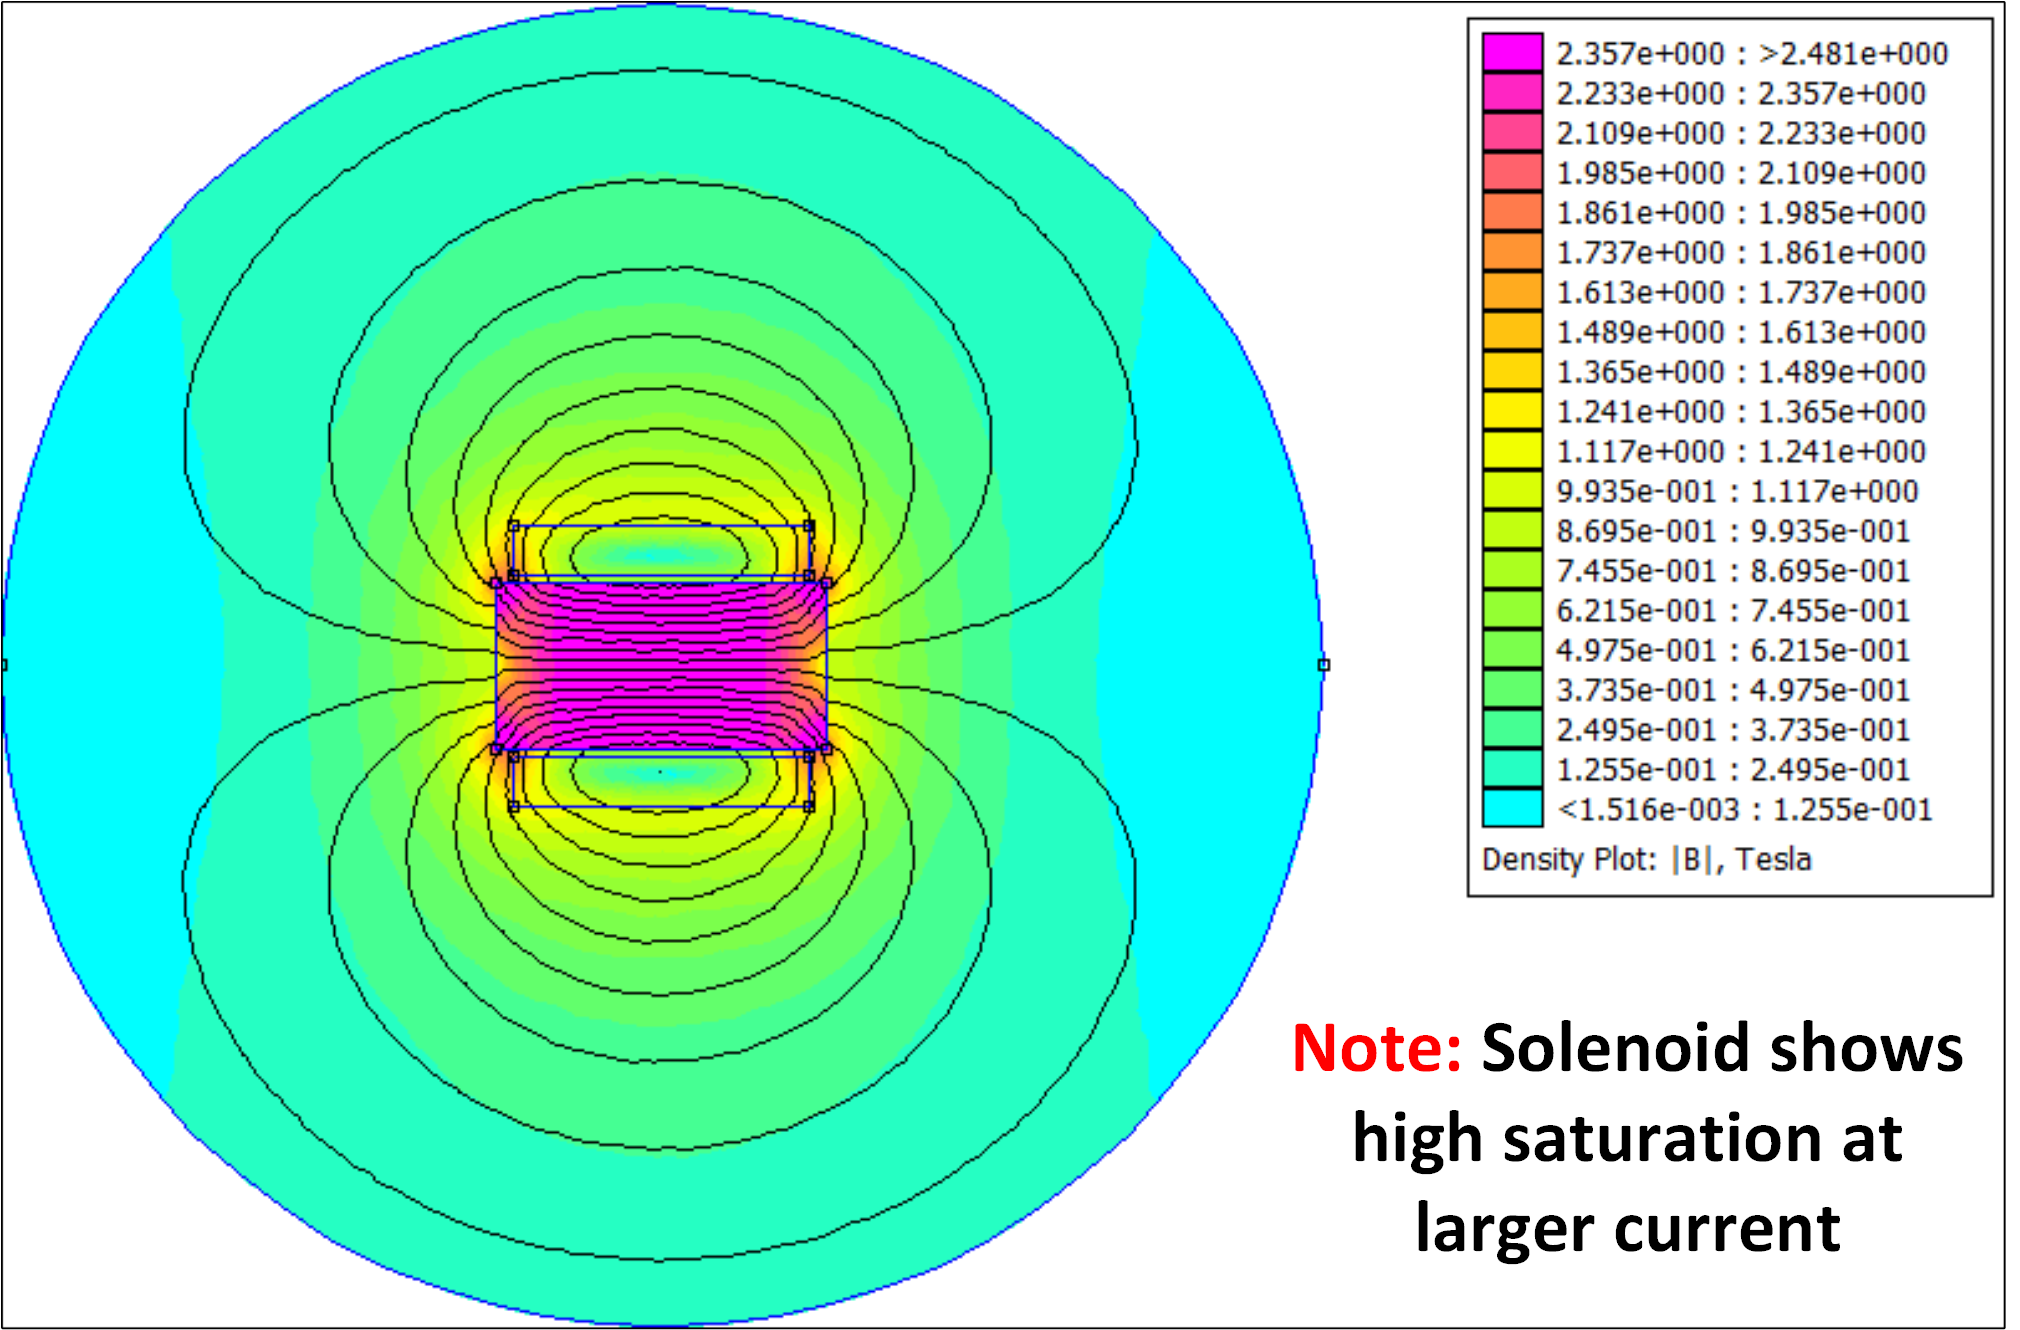 2.357e+000 : >2.481e+000
2.233e+000 : 2.357e+000
2.109e+000 : 2.233e+000
1.985e+000 : 2.109e+000
1.861e+000 : 1.985e+000
1.737e+000 : 1.861e+000
1.613e+000 : 1.737e+000
1.489e+000 : 1.613e+000
1.365e+000 : 1.489e+000
1.241e+000 : 1.365e+000
1.117e+000 : 1.241e+000
9.935e-001 : 1.117e+000
8.695e-001 : 9.935e-001
7.455e-001 : 8.695e-001
6.215e-001 : 7.455e-001
4.975e-001 : 6.215e-001
3.735e-001 : 4.975e-001
2.495e-001 : 3.735e-001
1.255e-001 : 2.495e-001
<1.516e-003 : 1.255e-001
Density Plot: |B|, Tesla
Note: Solenoid shows
high saturation at
larger current